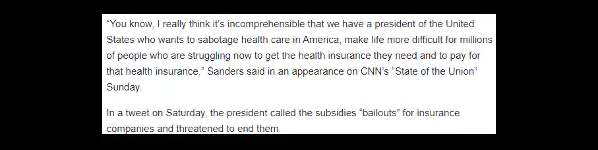 "You know, I really think it's incomprehensible that we have a president of the United
States who wants to sabotage health care in America, make life more difficult for millions
of people who are struggling now to get the health insurance they need and to pay for
that health insurance," Sanders said in an appearance on CNN's "State of the Union"
Sunday.
In a tweet on Saturday, the president called the subsidies "bailouts" for insurance
companies and threatened to end them.